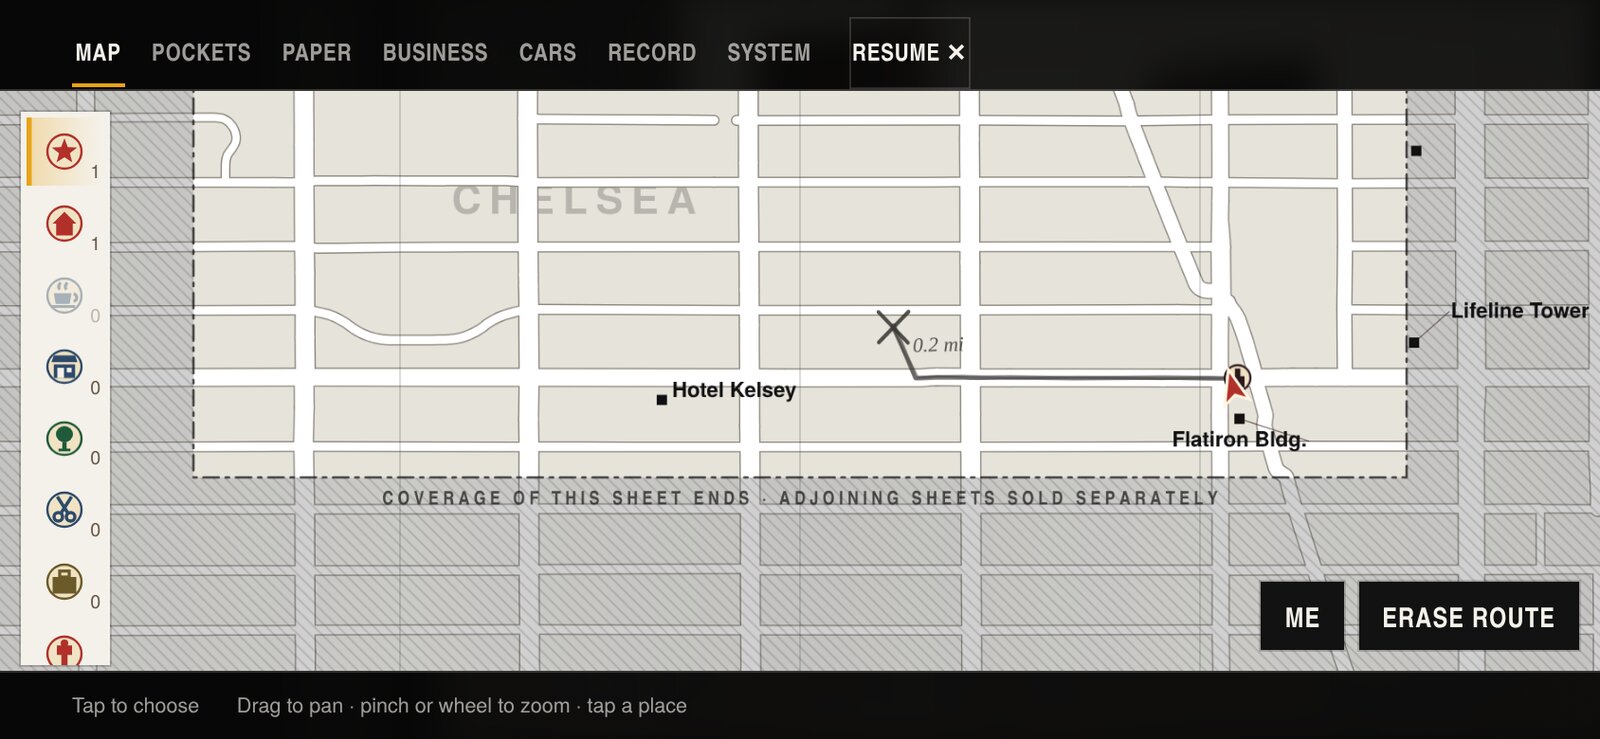 MAP POCKETS PAPER BUSINESS CARS RECORD SYSTEM RESUME ✕
1
1
0
0
0
0
0
CHELSEA
Lifeline Tower
0.2 mi
Hotel Kelsey
Flatiron Bldg.
COVERAGE OF THIS SHEET ENDS · ADJOINING SHEETS SOLD SEPARATELY
ME ERASE ROUTE
Tap to choose Drag to pan · pinch or wheel to zoom · tap a place